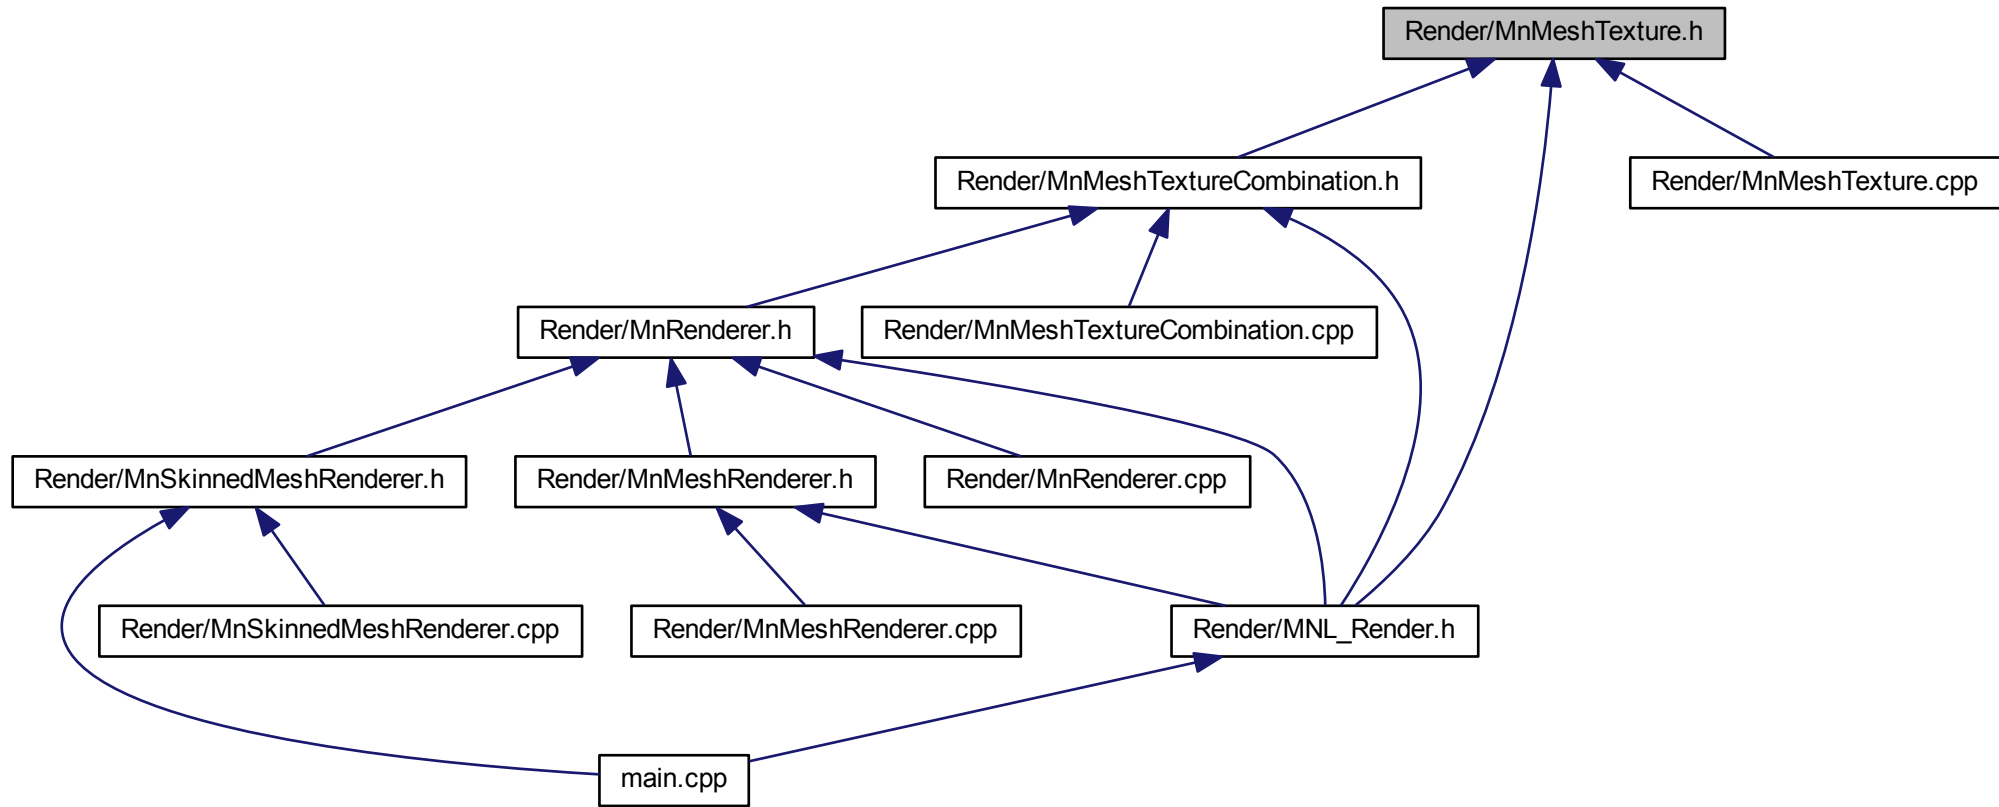 Render/MnMeshTexture.h
Render/MnMeshTextureCombination.h
Render/MnMeshTexture.cpp
Render/MnRenderer.h
Render/MnMeshTextureCombination.cpp
Render/MnSkinnedMeshRenderer.h
Render/MnMeshRenderer.h
Render/MnRenderer.cpp
Render/MnSkinnedMeshRenderer.cpp
Render/MnMeshRenderer.cpp
Render/MNL_Render.h
main.cpp